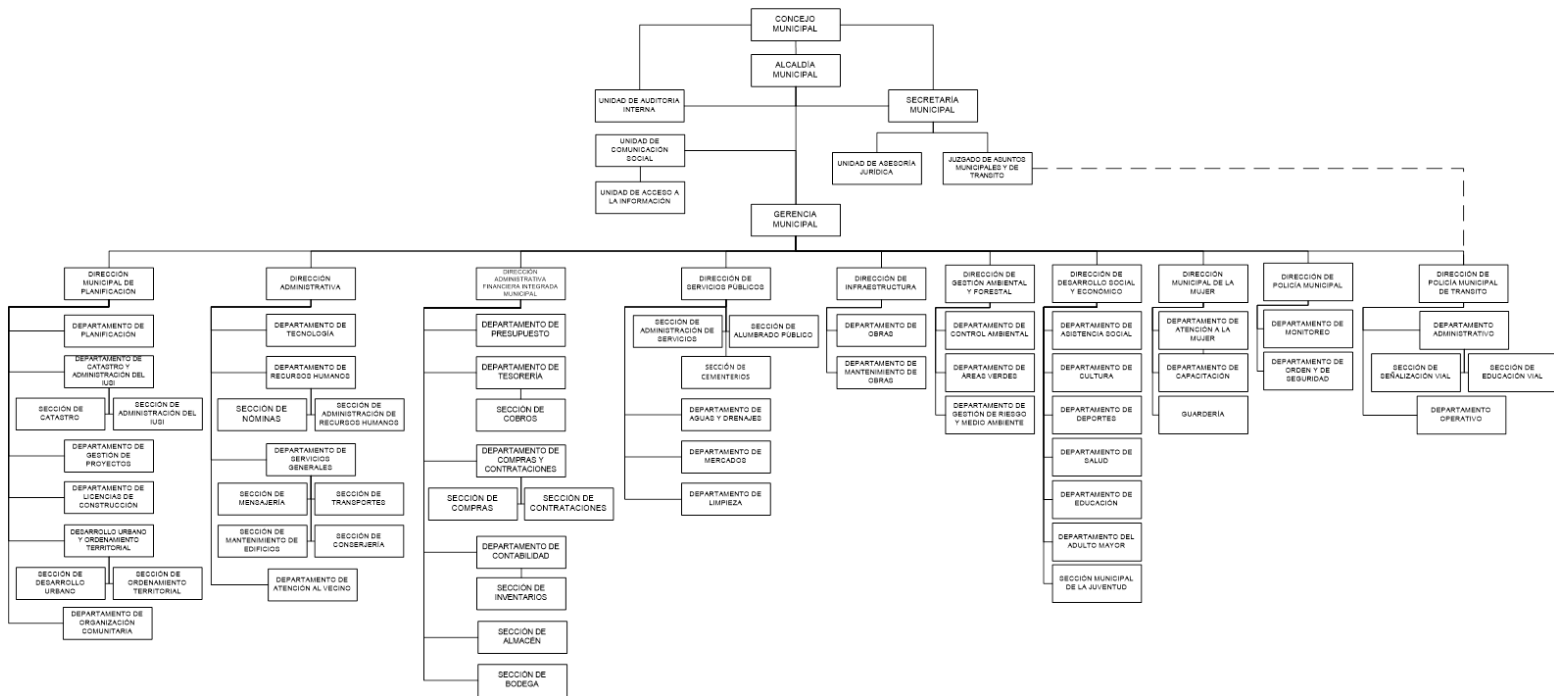 CONCEJO
MUNICIPAL
ALCALDÍA
MUNICIPAL
UNIDAD DE AUDITORIA
INTERNA
SECRETARÍA
MUNICIPAL
UNIDAD DE
COMUNICACIÓN
SOCIAL
UNIDAD DE ASESORÍA
JURÍDICA
JUZGADO DE ASUNTOS
MUNICIPALES Y DE
TRANSITO
UNIDAD DE ACCESO A
LA INFORMACIÓN
GERENCIA
MUNICIPAL
DIRECCIÓN
MUNICIPAL DE
PLANIFICACIÓN
DEPARTAMENTO DE
PLANIFICACIÓN
DEPARTAMENTO DE
CATASTRO Y
ADMINISTRACIÓN DEL
IUSI
SECCIÓN DE
CATASTRO
SECCIÓN DE
ADMINISTRACIÓN DEL
IUSI
DEPARTAMENTO DE
GESTIÓN DE
PROYECTOS
DEPARTAMENTO DE
LICENCIAS DE
CONSTRUCCIÓN
DESARROLLO URBANO
Y ORDENAMIENTO
TERRITORIAL
SECCIÓN DE
DESARROLLO
URBANO
SECCIÓN DE
ORDENAMIENTO
TERRITORIAL
DEPARTAMENTO DE
ORGANIZACIÓN
COMUNITARIA
DIRECCIÓN
ADMINISTRATIVA
DEPARTAMENTO DE
TECNOLOGÍA
DEPARTAMENTO DE
RECURSOS HUMANOS
SECCIÓN DE
NOMINAS
SECCIÓN DE
ADMINISTRACIÓN DE
RECURSOS HUMANOS
DEPARTAMENTO DE
SERVICIOS
GENERALES
SECCIÓN DE
MENSAJERÍA
SECCIÓN DE
TRANSPORTES
SECCIÓN DE
MANTENIMIENTO DE
EDIFICIOS
SECCIÓN DE
CONSERJERÍA
DEPARTAMENTO DE
ATENCIÓN AL VECINO
DIRECCIÓN
ADMINISTRATIVA
FINANCIERA INTEGRADA
MUNICIPAL
DEPARTAMENTO DE
PRESUPUESTO
DEPARTAMENTO DE
TESORERÍA
SECCIÓN DE
COBROS
DEPARTAMENTO DE
COMPRAS Y
CONTRATACIONES
SECCIÓN DE
COMPRAS
SECCIÓN DE
CONTRATACIONES
DEPARTAMENTO DE
CONTABILIDAD
SECCIÓN DE
INVENTARIOS
SECCIÓN DE
ALMACÉN
SECCIÓN DE
BODEGA
DIRECCIÓN DE
SERVICIOS PÚBLICOS
SECCIÓN DE
ADMINISTRACIÓN DE
SERVICIOS
SECCIÓN DE
ALUMBRADO PÚBLICO
SECCIÓN DE
CEMENTERIOS
DEPARTAMENTO DE
AGUAS Y DRENAJES
DEPARTAMENTO DE
MERCADOS
DEPARTAMENTO DE
LIMPIEZA
DIRECCIÓN DE
INFRAESTRUCTURA
DEPARTAMENTO DE
OBRAS
DEPARTAMENTO DE
MANTENIMIENTO DE
OBRAS
DIRECCIÓN DE
GESTIÓN AMBIENTAL
Y FORESTAL
DEPARTAMENTO DE
CONTROL AMBIENTAL
DEPARTAMENTO DE
ÁREAS VERDES
DEPARTAMENTO DE
GESTIÓN DE RIESGO
Y MEDIO AMBIENTE
DIRECCIÓN DE
DESARROLLO SOCIAL
Y ECONÓMICO
DEPARTAMENTO DE
ASISTENCIA SOCIAL
DEPARTAMENTO DE
CULTURA
DEPARTAMENTO DE
DEPORTES
DEPARTAMENTO DE
SALUD
DEPARTAMENTO DE
EDUCACIÓN
DEPARTAMENTO DEL
ADULTO MAYOR
SECCIÓN MUNICIPAL
DE LA JUVENTUD
DIRECCIÓN
MUNICIPAL DE LA
MUJER
DEPARTAMENTO DE
ATENCIÓN A LA
MUJER
DEPARTAMENTO DE
CAPACITACIÓN
GUARDERÍA
DIRECCIÓN DE
POLICÍA MUNICIPAL
DEPARTAMENTO DE
MONITOREO
DEPARTAMENTO DE
ORDEN Y DE
SEGURIDAD
DIRECCIÓN DE
POLICÍA MUNICIPAL
DE TRANSITO
DEPARTAMENTO
ADMINISTRATIVO
SECCIÓN DE
SEÑALIZACIÓN VIAL
SECCIÓN DE
EDUCACIÓN VIAL
DEPARTAMENTO
OPERATIVO